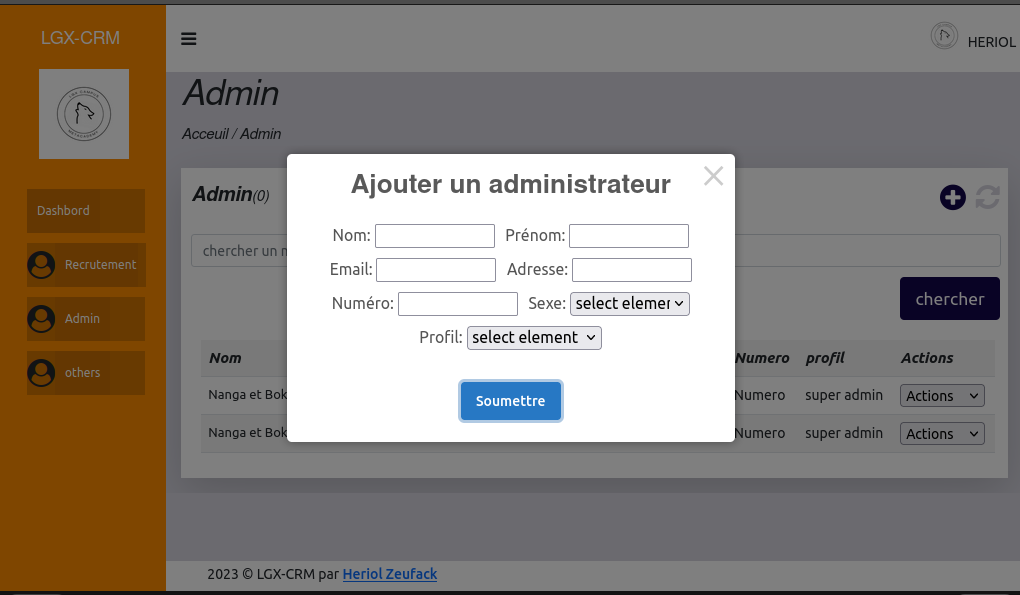 LGX-CRM
HERIOL
Admin
Acceuil / Admin
Dashbord
Recrutement
Admin
others
Admin(0)
chercher un n
chercher
Ajouter un administrateur
Nom: Prénom:
Email: Adresse:
Numéro: Sexe: select elemer
Profil: select element
Soumettre
Nom Numero profil Actions
Nanga et Bok Numero super admin Actions
Nanga et Bok Numero super admin Actions
2023 © LGX-CRM par Heriol Zeufack